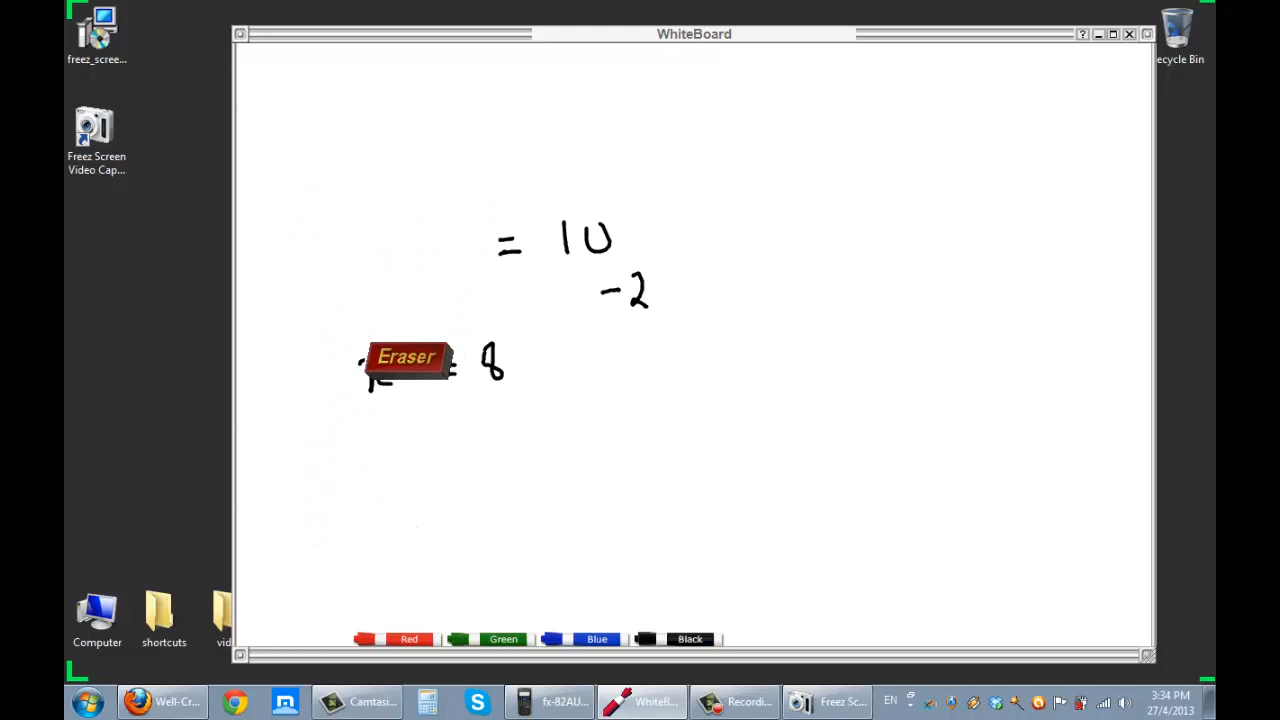 WhiteBoard
?
freez_scree...
ecycle Bin
Freez Screen
Video Cap...
= 10
-2
Eraser
= 8
Computer
shortcuts
vid
Red
Green
Blue
Black
Well-Cr...
Camtasi...
fx-82AU...
WhiteB...
Recordi...
Freez Sc...
EN
3:34 PM
27/4/2013